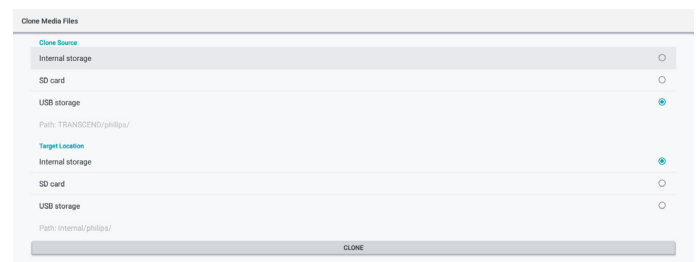 Clone Media Files
Clone Source
Internal storage
SD card
USB storage
Path: TRANSCEND/philips/
Target Location
Internal storage
SD card
USB storage
Path: Internal/philips/
CLONE